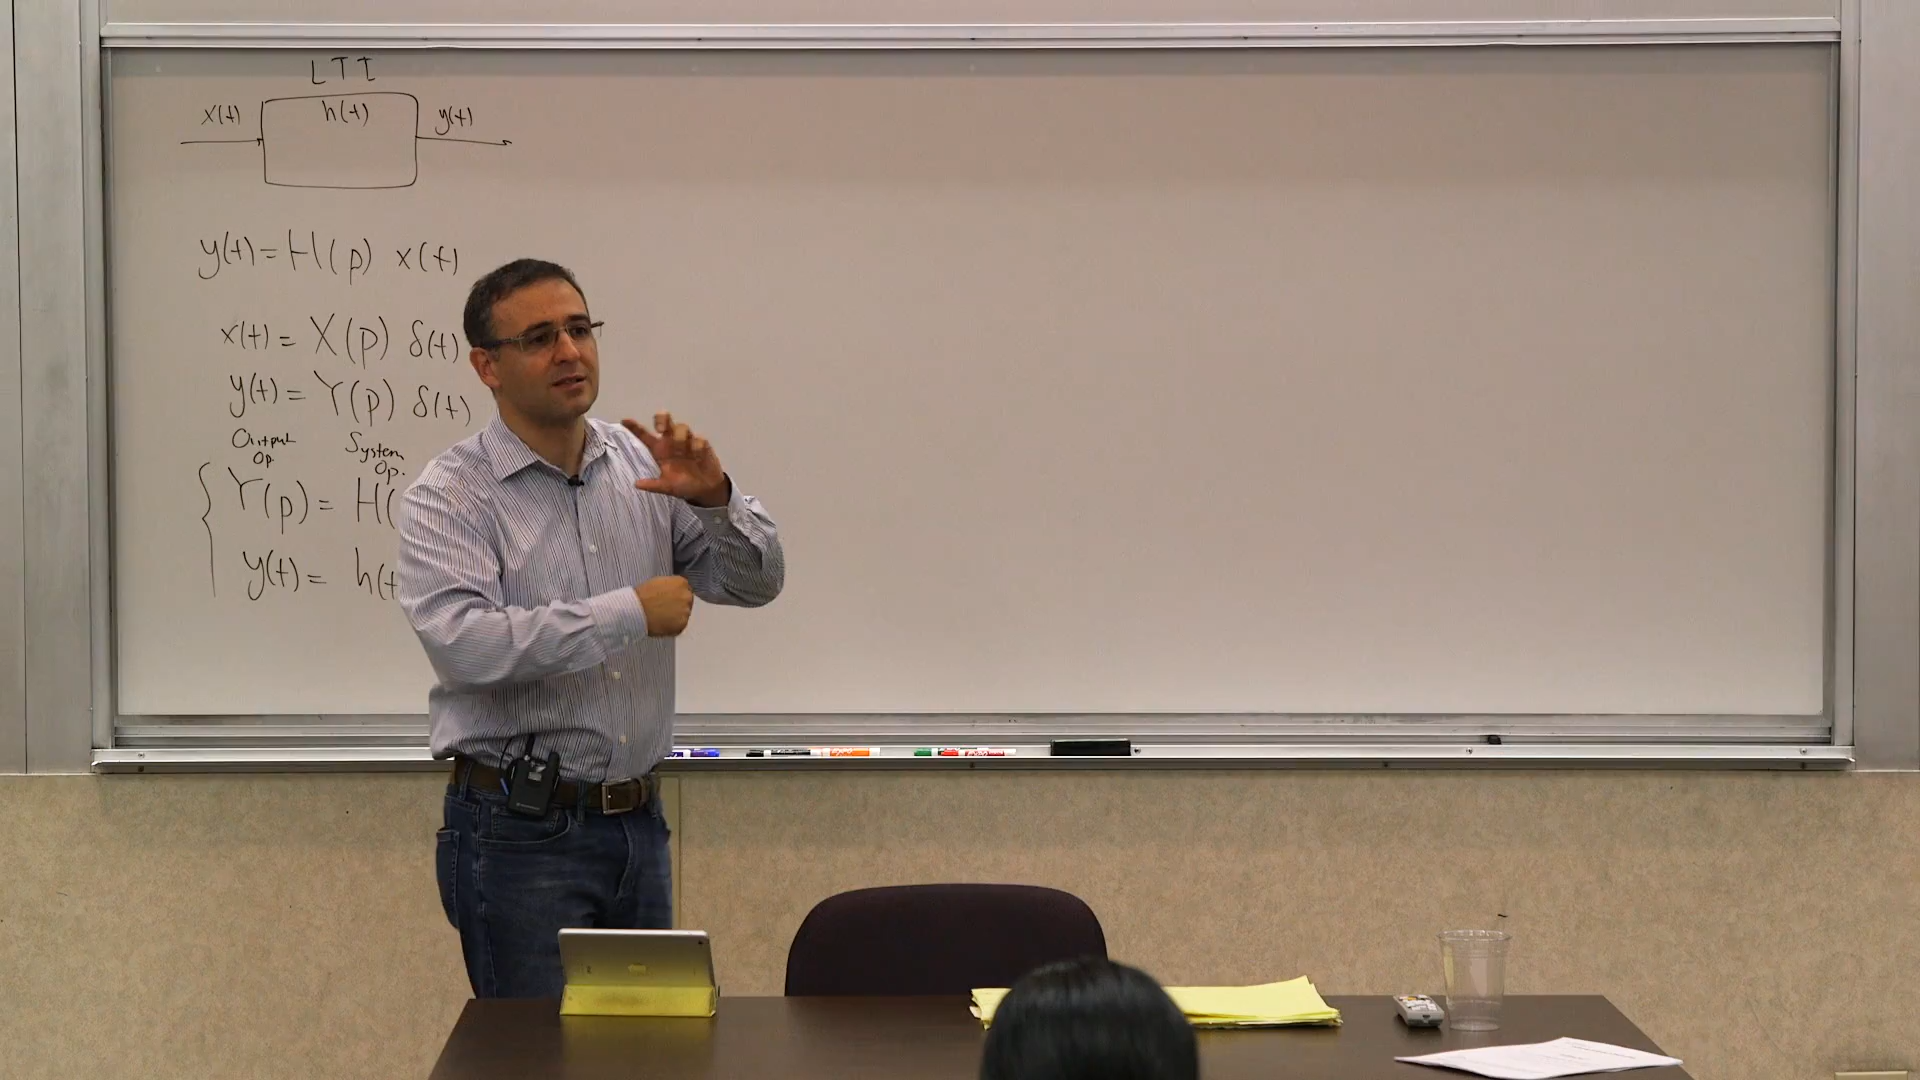 LTI
x(t) h(t) y(t)
y(t) = H(p) x(t)
x(t) = X(p) δ(t)
y(t) = Y(p) δ(t)
Output System
Op. Op.
Y(p) = H(
y(t) = h(t